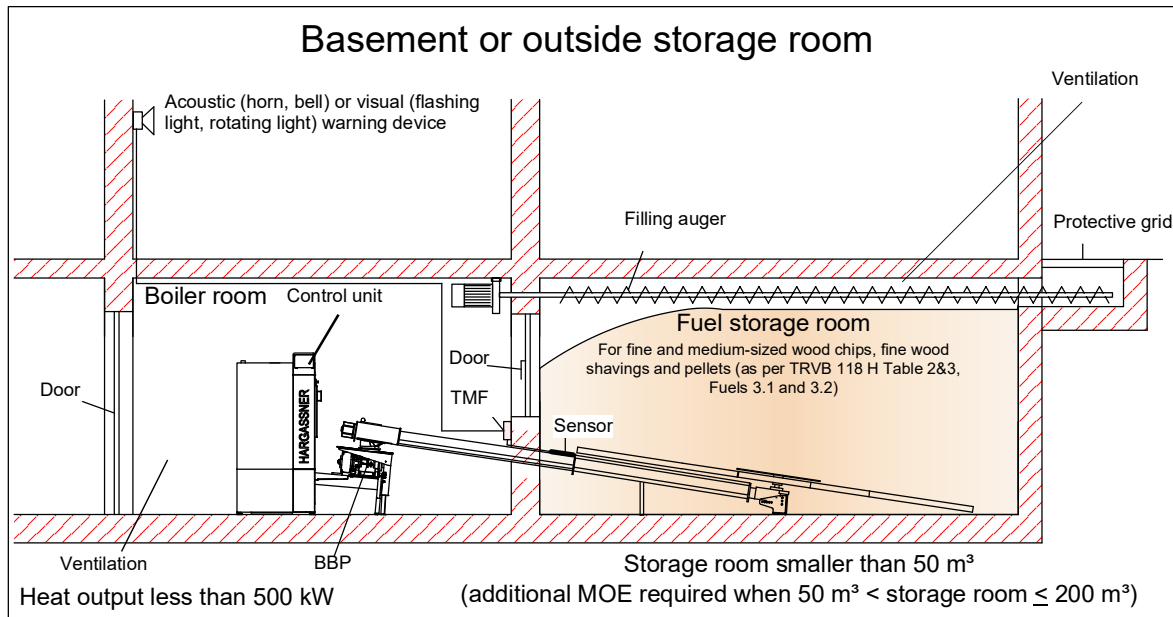 Basement or outside storage room
Acoustic (horn, bell) or visual (flashing
light, rotating light) warning device
Ventilation
Filling auger
Protective grid
Boiler room
Control unit
Fuel storage room
For fine and medium-sized wood chips, fine wood
shavings and pellets (as per TRVB 118 H Table 2&3,
Fuels 3.1 and 3.2)
Door
Door
TMF
Sensor
HARGASSNER
Ventilation
BBP
Storage room smaller than 50 m³
Heat output less than 500 kW
(additional MOE required when 50 m³ < storage room ≤ 200 m³)